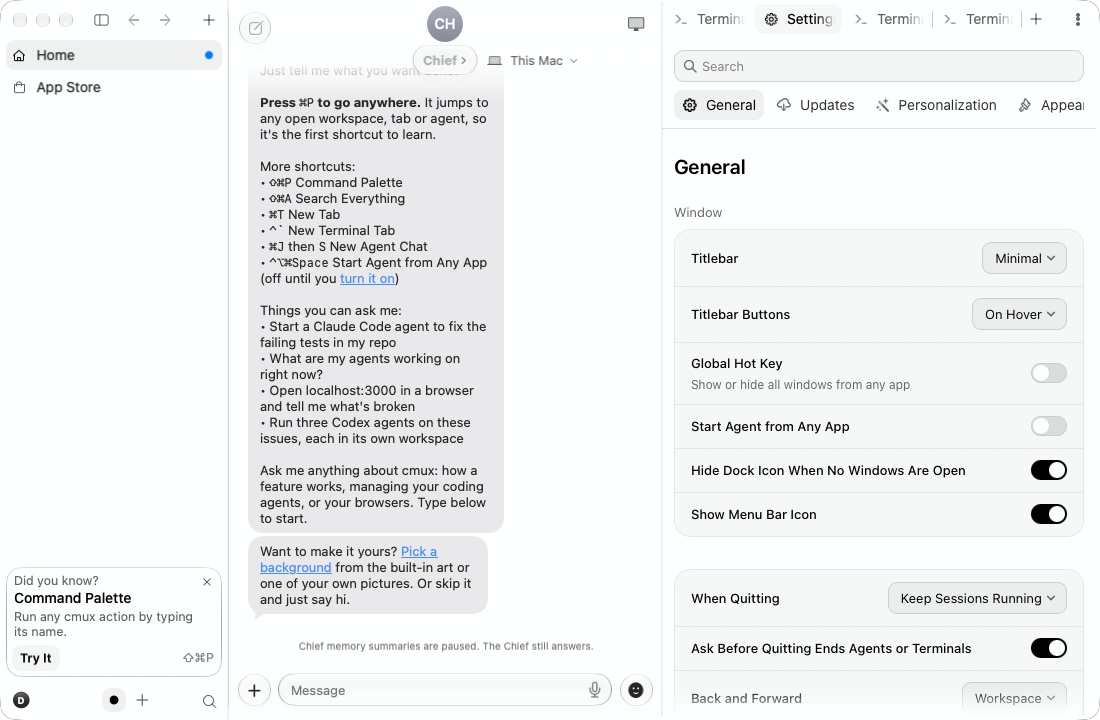 Home
App Store
Did you know?
Command Palette
Run any cmux action by typing
its name.
Try It
⇧⌘P
D
CH
Chief ›
This Mac
Just tell me what you want done.
Press ⌘P to go anywhere. It jumps to
any open workspace, tab or agent, so
it's the first shortcut to learn.
More shortcuts:
• ⇧⌘P Command Palette
• ⇧⌘A Search Everything
• ⌘T New Tab
• ^` New Terminal Tab
• ⌘J then S New Agent Chat
• ^⌥⌘Space Start Agent from Any App
(off until you turn it on)
Things you can ask me:
• Start a Claude Code agent to fix the
failing tests in my repo
• What are my agents working on
right now?
• Open localhost:3000 in a browser
and tell me what's broken
• Run three Codex agents on these
issues, each in its own workspace
Ask me anything about cmux: how a
feature works, managing your coding
agents, or your browsers. Type below
to start.
Want to make it yours? Pick a
background from the built-in art or
one of your own pictures. Or skip it
and just say hi.
Chief memory summaries are paused. The Chief still answers.
Message
Termin
Setting
Termin
Termin
Search
General
Updates
Personalization
Appear
General
Window
Titlebar
Minimal
Titlebar Buttons
On Hover
Global Hot Key
Show or hide all windows from any app
Start Agent from Any App
Hide Dock Icon When No Windows Are Open
Show Menu Bar Icon
When Quitting
Keep Sessions Running
Ask Before Quitting Ends Agents or Terminals
Back and Forward
Workspace